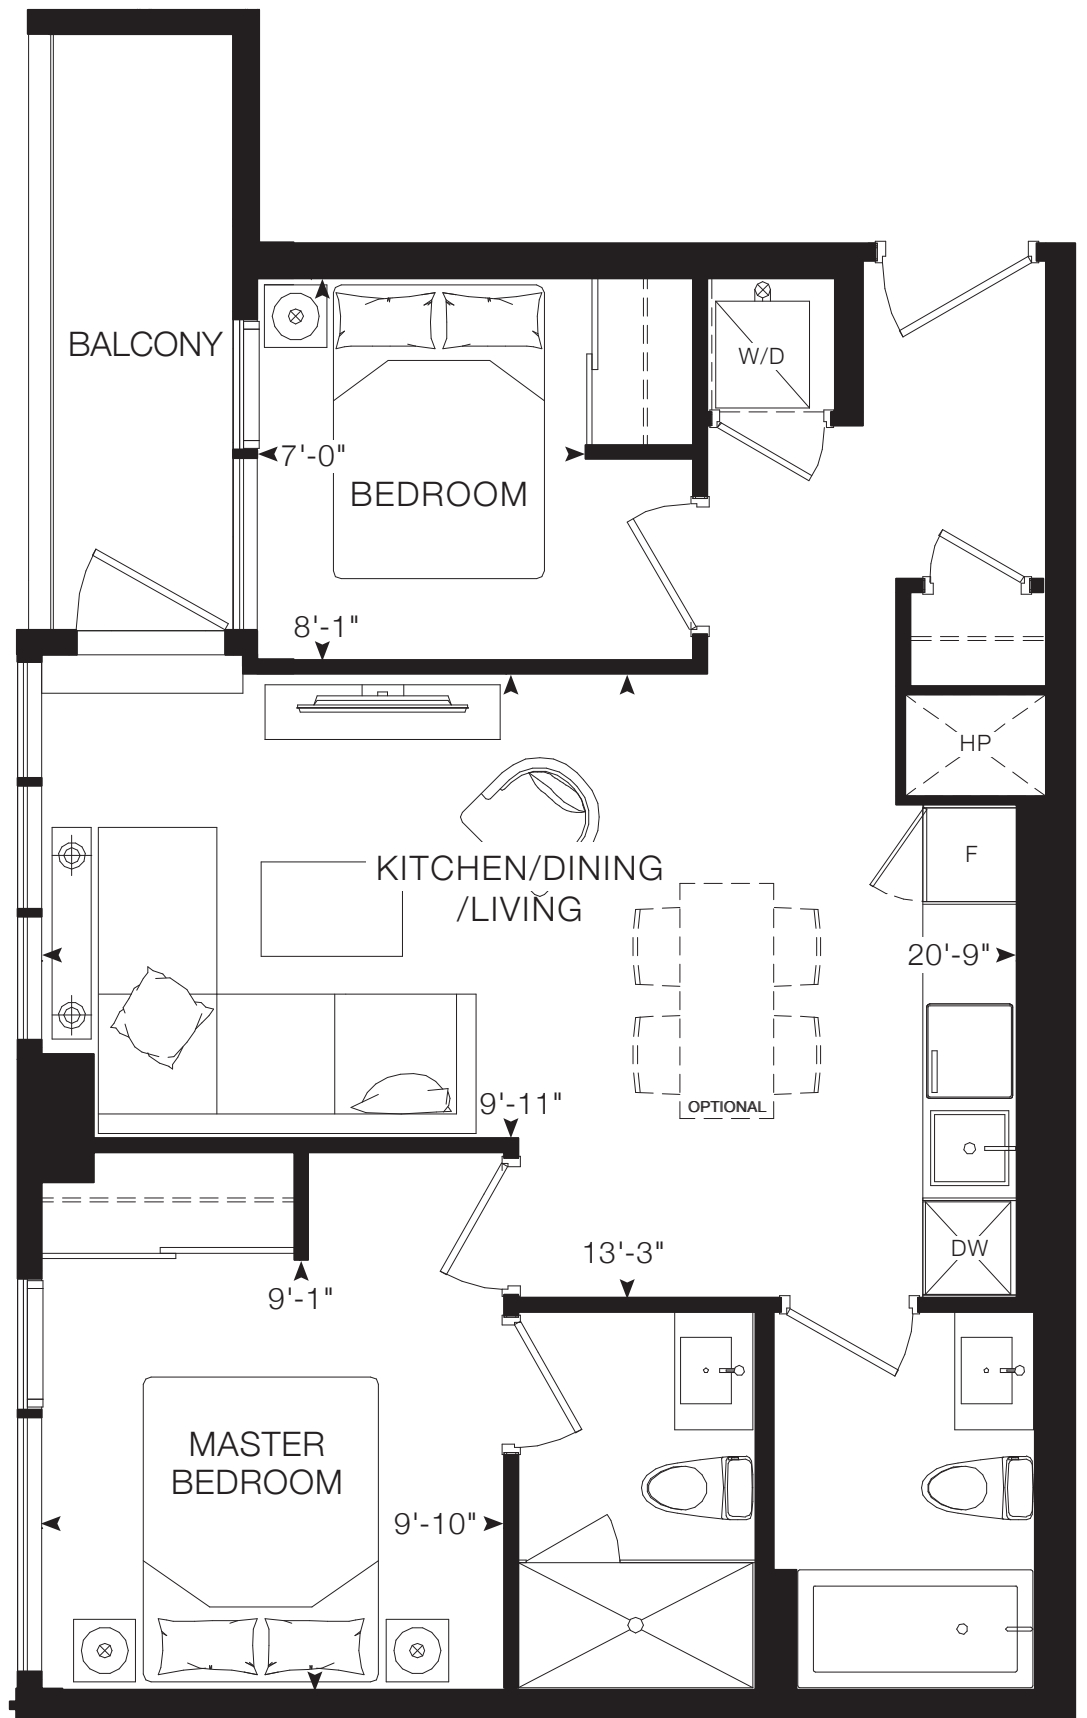 BALCONY
W/D
7'-0"
BEDROOM
8'-1"
HP
KITCHEN/DINING
/LIVING
F
20'-9"
9'-11"
OPTIONAL
13'-3"
DW
9'-1"
MASTER
BEDROOM
9'-10"